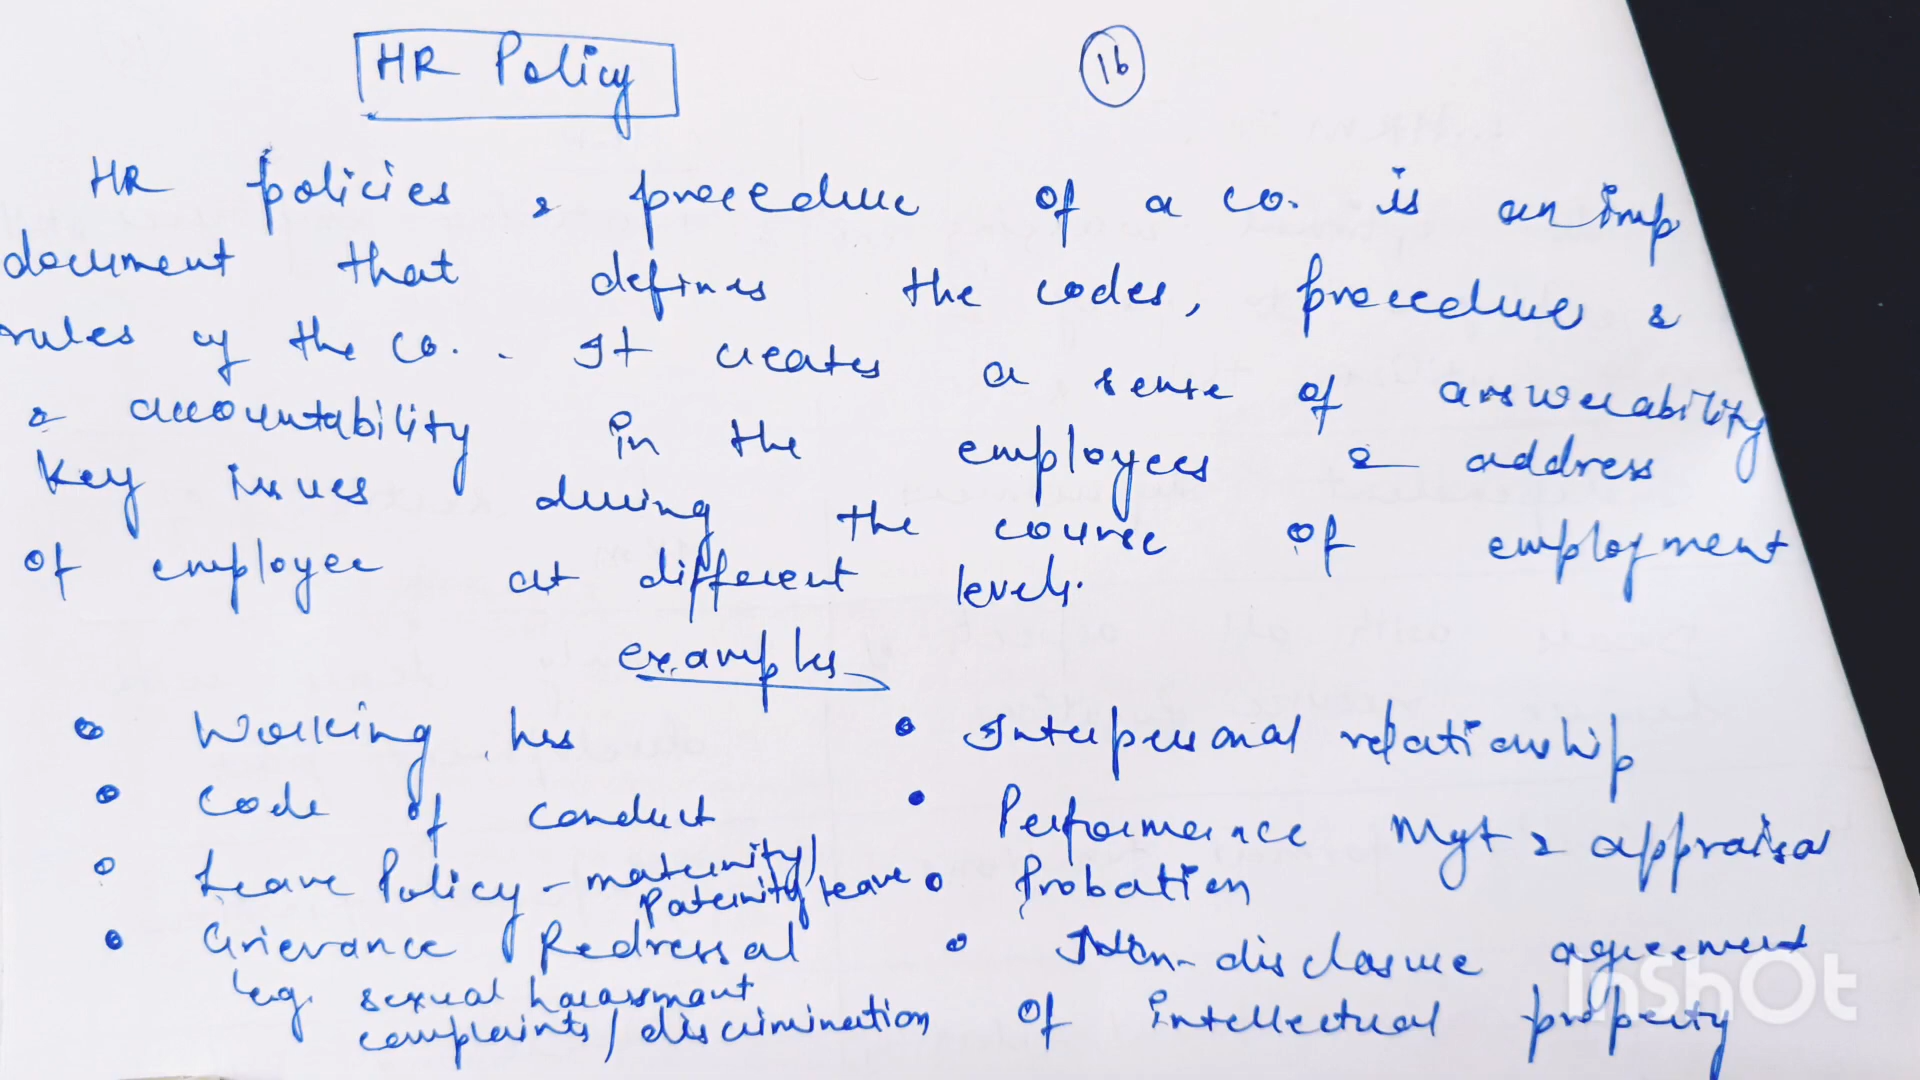 HR Policy
16
HR policies & procedure of a co. is an imp
document that defines the codes, procedure &
rules of the co. . It creates a sense of answerability
& accountability in the employees & address
key issues during the course of employment
of employee at different levels.
examples
• Working hrs
• Code of conduct
• Leave Policy - maternity/
paternity leave
• Grievance Redressal
eg. sexual harassment
complaints / discrimination
• Interpersonal relationship
• Performance Mgt & appraisal
• Probation
• Non-disclosure agreement
of intellectual property
InShOt